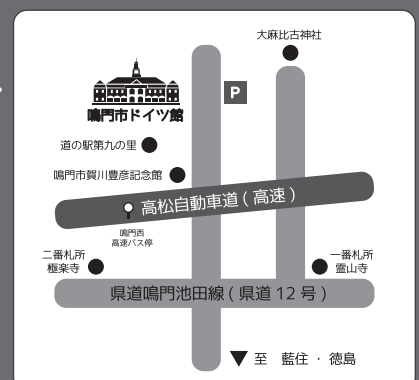 大麻比古神社
P
鳴門市ドイツ館
道の駅第九の里
鳴門市賀川豊彦記念館
高松自動車道(高速)
鳴門西
高速バス停
二番札所
極楽寺
一番札所
霊山寺
県道鳴門池田線(県道12号)
至 藍住・徳島